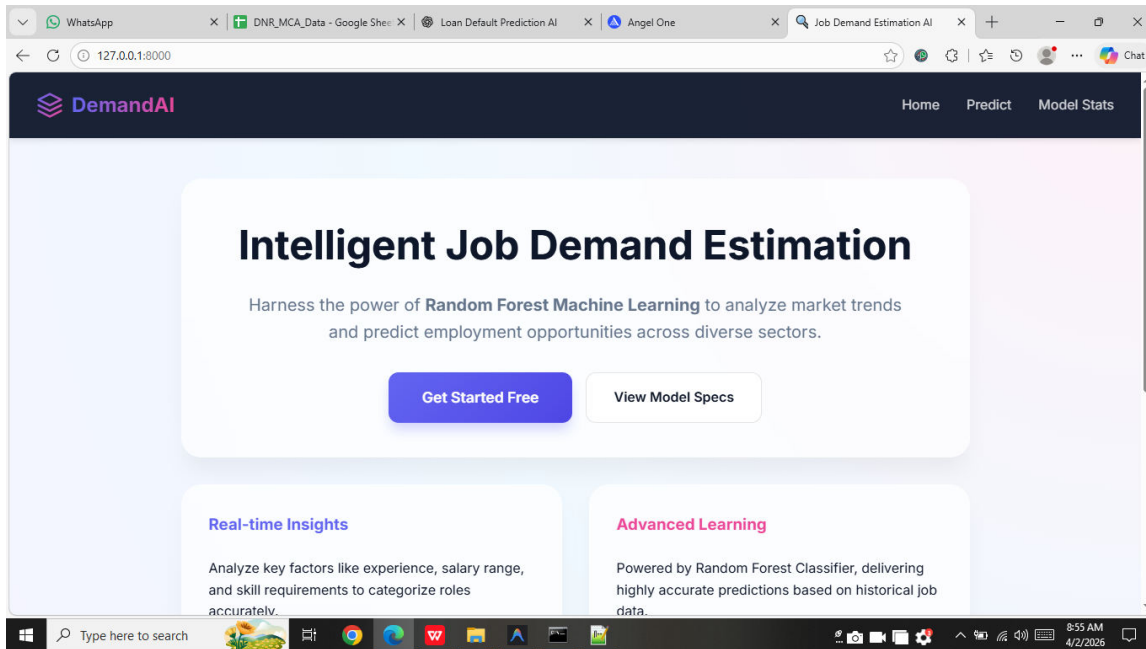 WhatsApp
DNR_MCA_Data - Google Shee
Loan Default Prediction AI
Angel One
Job Demand Estimation AI
127.0.0.1:8000
Chat
DemandAI
Home
Predict
Model Stats
Intelligent Job Demand Estimation
Harness the power of Random Forest Machine Learning to analyze market trends
and predict employment opportunities across diverse sectors.
Get Started Free
View Model Specs
Real-time Insights
Analyze key factors like experience, salary range,
and skill requirements to categorize roles
accurately.
Advanced Learning
Powered by Random Forest Classifier, delivering
highly accurate predictions based on historical job
data.
Type here to search
8:55 AM
4/2/2026